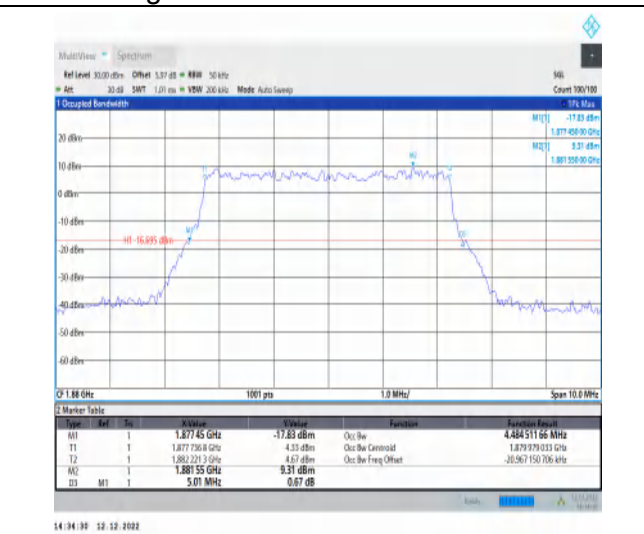 MultiView Spectrum
Ref Level 30.00 dBm Offset 5.97 dB RBW 50 kHz SGL
Att 30 dB SWT 1.01 ms VBW 200 kHz Mode Auto Sweep Count 100/100
1 Occupied Bandwidth 1Pk Max
M1[1] -17.83 dBm
1.877 450 00 GHz
M2[1] 9.31 dBm
1.881 550 00 GHz
20 dBm
10 dBm
0 dBm
-10 dBm
-20 dBm
-30 dBm
-40 dBm
-50 dBm
-60 dBm
M2
T1
T2
M1
D3
H1 -16.695 dBm
CF 1.88 GHz 1001 pts 1.0 MHz/ Span 10.0 MHz
2 Marker Table
Type Ref Trc X-Value Y-Value Function Function Result
M1 1 1.87745 GHz -17.83 dBm Occ Bw 4.484 511 66 MHz
T1 1 1.877 736 8 GHz 4.33 dBm Occ Bw Centroid 1.879 979 033 GHz
T2 1 1.882 221 3 GHz 4.67 dBm Occ Bw Freq Offset -20.967 150 706 kHz
M2 1 1.881 55 GHz 9.31 dBm
D3 M1 1 5.01 MHz 0.67 dB
14:34:30 12.12.2022